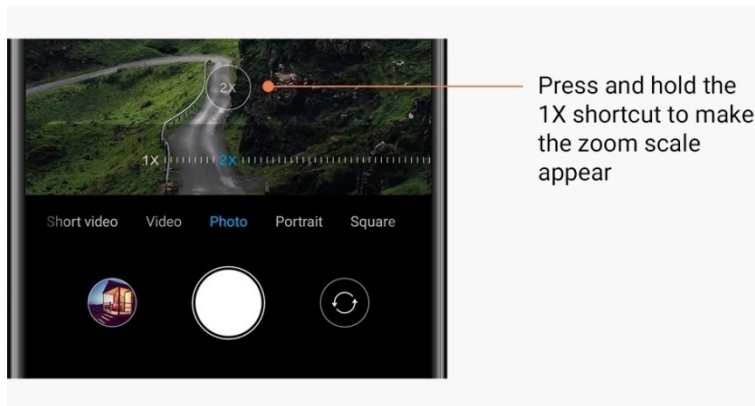 2X
Press and hold the
1X shortcut to make
the zoom scale
appear
1X 2X
Short video Video Photo Portrait Square